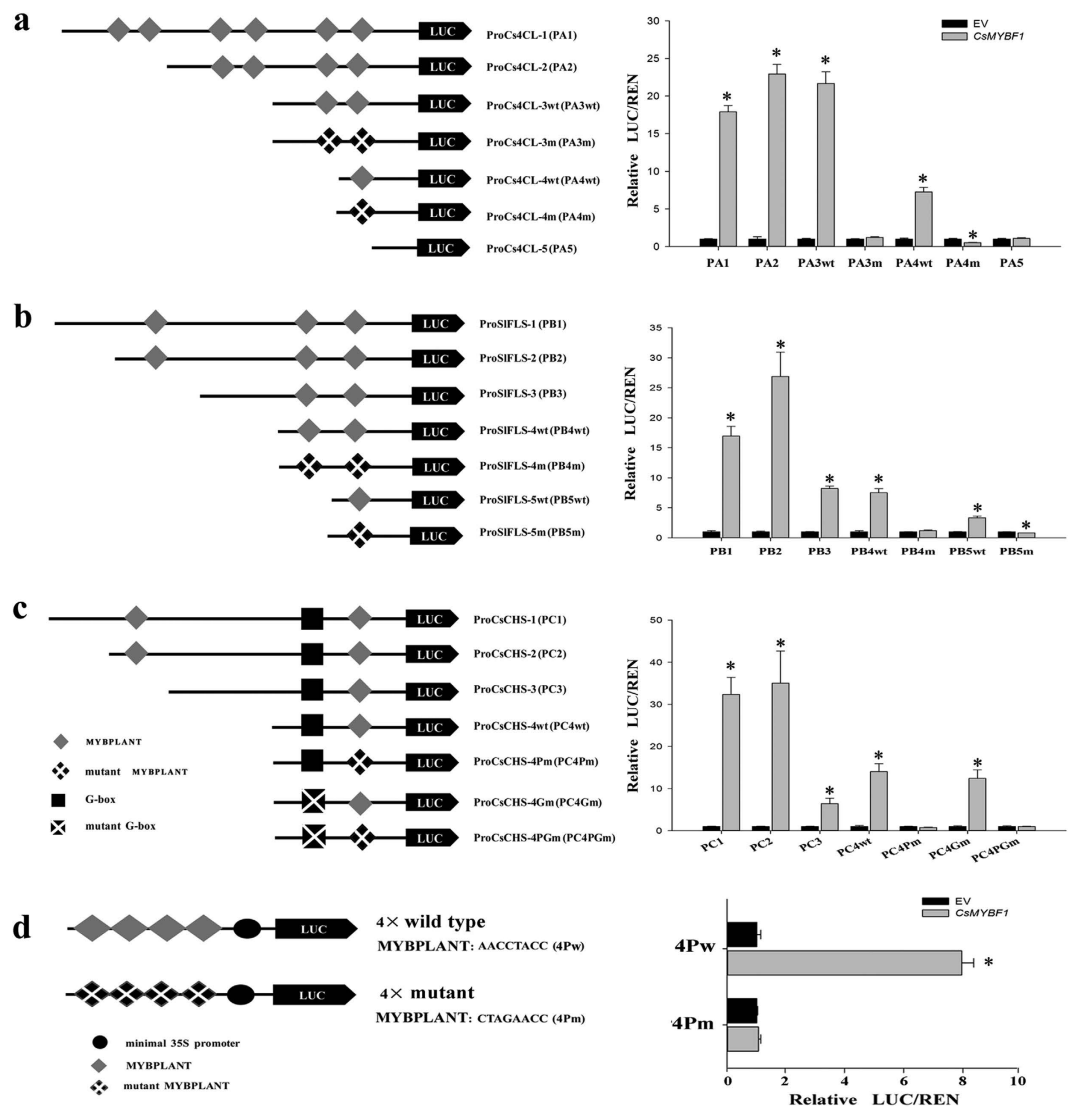 a
LUC ProCs4CL-1 (PA1)
LUC ProCs4CL-2 (PA2)
LUC ProCs4CL-3wt (PA3wt)
LUC ProCs4CL-3m (PA3m)
LUC ProCs4CL-4wt (PA4wt)
LUC ProCs4CL-4m (PA4m)
LUC ProCs4CL-5 (PA5)
EV
CsMYBF1
Relative LUC/REN
30
25
20
15
10
5
0
* * * * *
PA1 PA2 PA3wt PA3m PA4wt PA4m PA5
b
LUC ProSlFLS-1 (PB1)
LUC ProSlFLS-2 (PB2)
LUC ProSlFLS-3 (PB3)
LUC ProSlFLS-4wt (PB4wt)
LUC ProSlFLS-4m (PB4m)
LUC ProSlFLS-5wt (PB5wt)
LUC ProSlFLS-5m (PB5m)
Relative LUC/REN
35
30
25
20
15
10
5
0
* * * * * *
PB1 PB2 PB3 PB4wt PB4m PB5wt PB5m
c
LUC ProCsCHS-1 (PC1)
LUC ProCsCHS-2 (PC2)
LUC ProCsCHS-3 (PC3)
LUC ProCsCHS-4wt (PC4wt)
LUC ProCsCHS-4Pm (PC4Pm)
LUC ProCsCHS-4Gm (PC4Gm)
LUC ProCsCHS-4PGm (PC4PGm)
MYBPLANT
mutant MYBPLANT
G-box
mutant G-box
Relative LUC/REN
50
40
30
20
10
0
* * * * *
PC1 PC2 PC3 PC4wt PC4Pm PC4Gm PC4PGm
d
LUC
4× wild type
MYBPLANT: AACCTACC (4Pw)
LUC
4× mutant
MYBPLANT: CTAGAACC (4Pm)
minimal 35S promoter
MYBPLANT
mutant MYBPLANT
EV
CsMYBF1
4Pw
*
4Pm
0 2 4 6 8 10
Relative LUC/REN